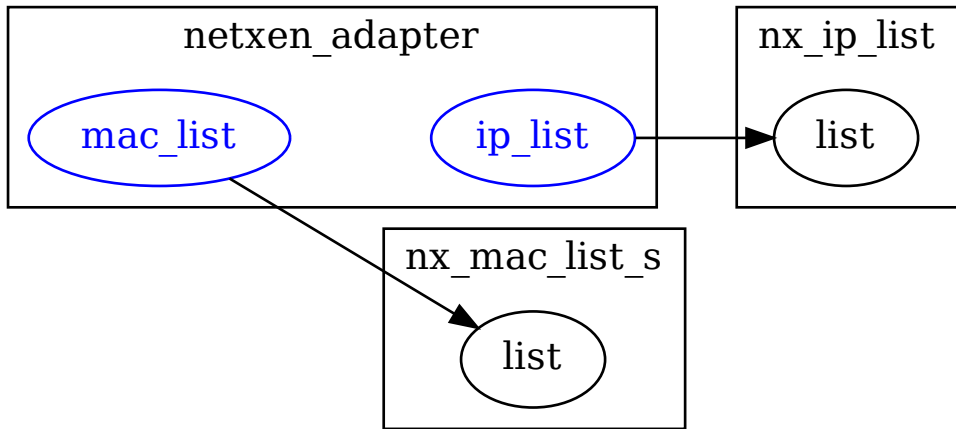 netxen_adapter
mac_list
ip_list
nx_ip_list
list
nx_mac_list_s
list